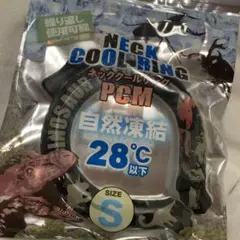 繰り返し
使用可能
NECK
COOL RING
ネッククールリング
PCM
DINOSAUR
自然凍結
28℃
以下
SIZE
S